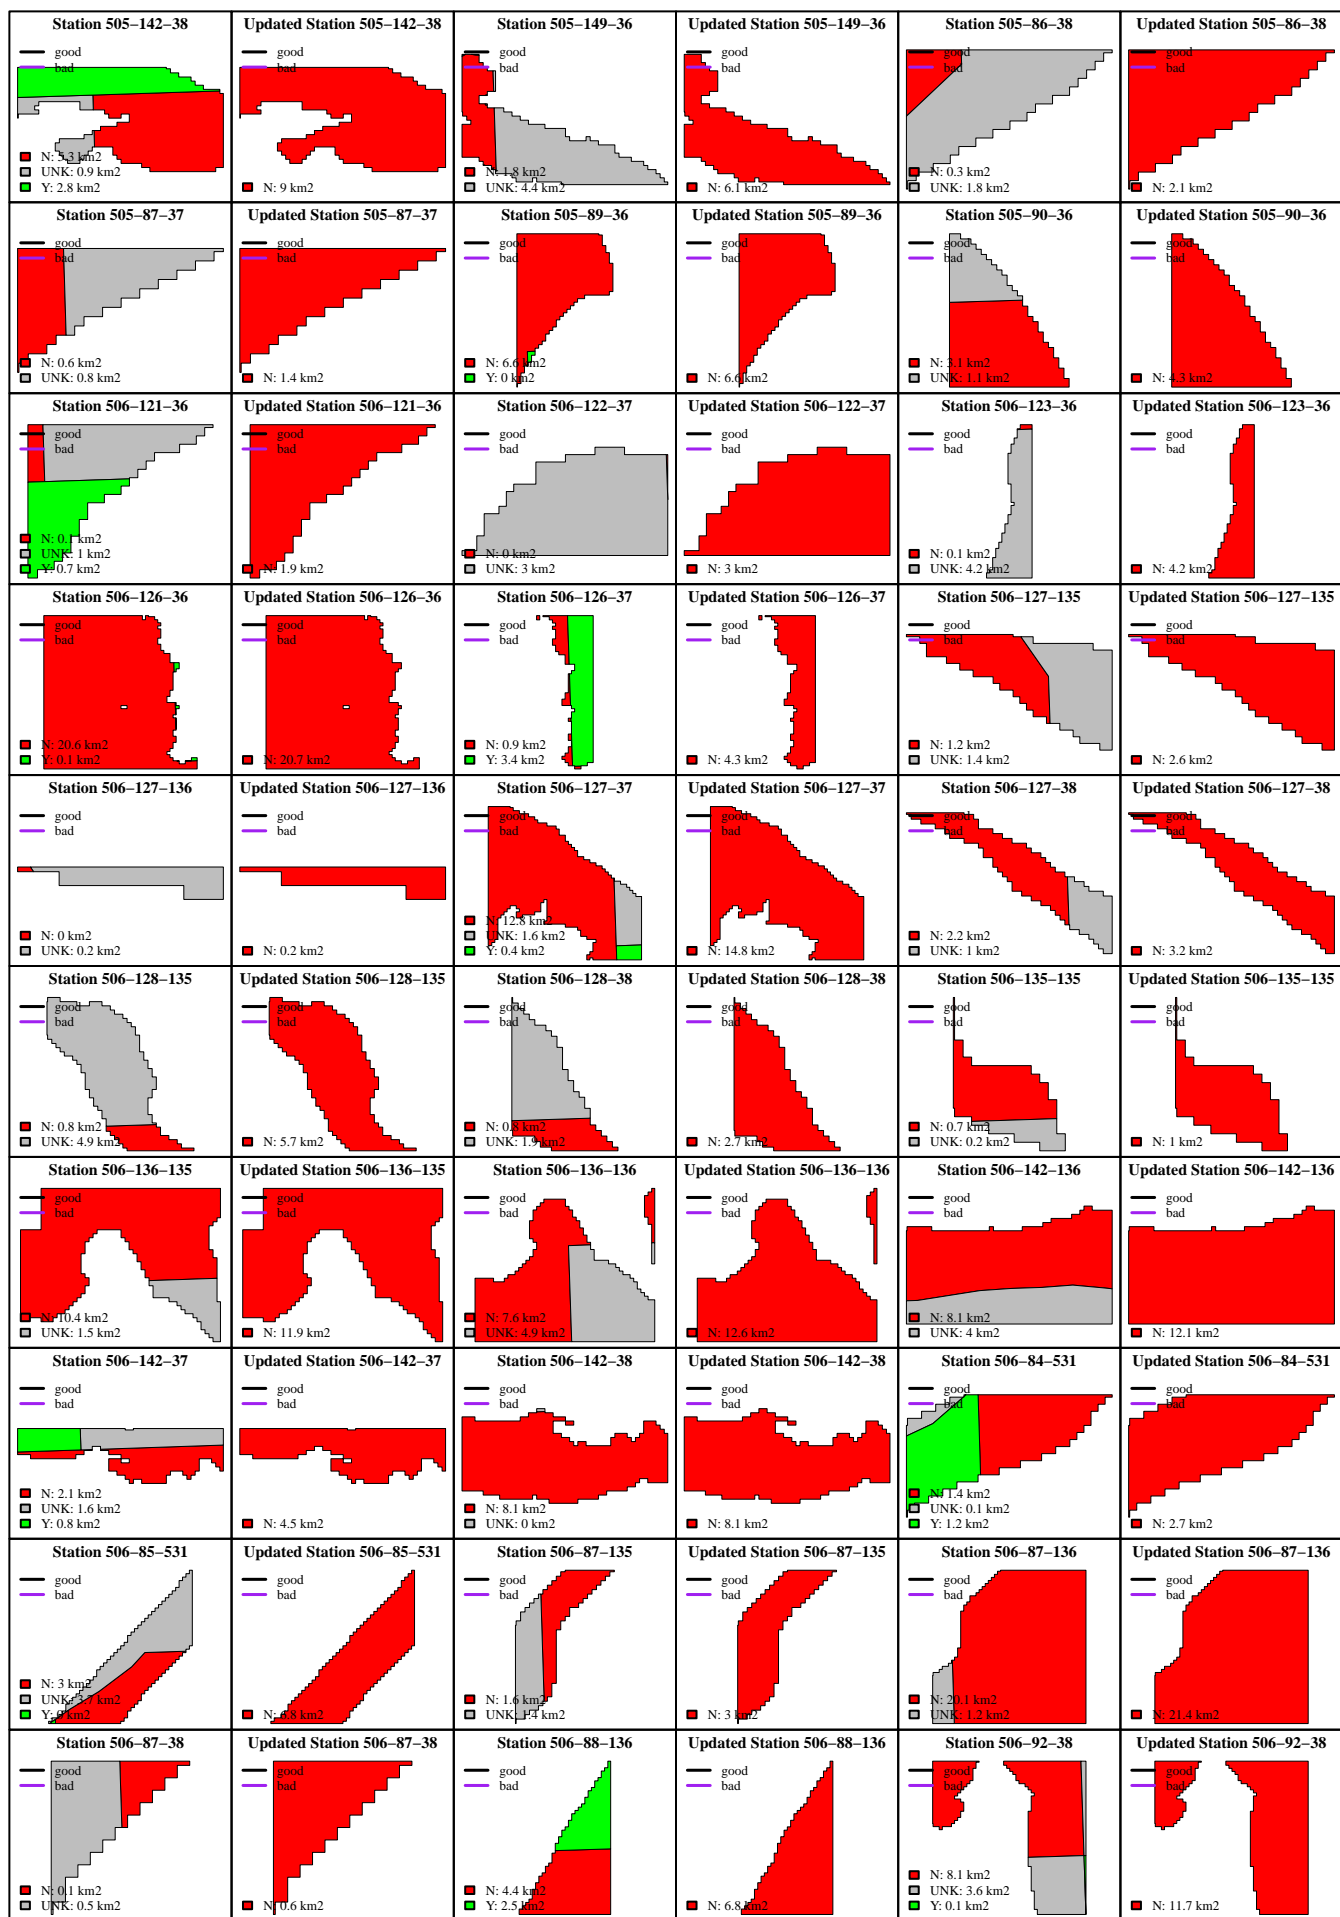 Station 505−142−38
good
bad
N: 5.3 km2
UNK: 0.9 km2
Y: 2.8 km2
Updated Station 505−142−38
good
bad
N: 9 km2
Station 505−149−36
good
bad
N: 1.8 km2
UNK: 4.4 km2
Updated Station 505−149−36
good
bad
N: 6.1 km2
Station 505−86−38
good
bad
N: 0.3 km2
UNK: 1.8 km2
Updated Station 505−86−38
good
bad
N: 2.1 km2
Station 505−87−37
good
bad
N: 0.6 km2
UNK: 0.8 km2
Updated Station 505−87−37
good
bad
N: 1.4 km2
Station 505−89−36
good
bad
N: 6.6 km2
Y: 0 km2
Updated Station 505−89−36
good
bad
N: 6.6 km2
Station 505−90−36
good
bad
N: 3.1 km2
UNK: 1.1 km2
Updated Station 505−90−36
good
bad
N: 4.3 km2
Station 506−121−36
good
bad
N: 0.1 km2
UNK: 1 km2
Y: 0.7 km2
Updated Station 506−121−36
good
bad
N: 1.9 km2
Station 506−122−37
good
bad
N: 0 km2
UNK: 3 km2
Updated Station 506−122−37
good
bad
N: 3 km2
Station 506−123−36
good
bad
N: 0.1 km2
UNK: 4.2 km2
Updated Station 506−123−36
good
bad
N: 4.2 km2
Station 506−126−36
good
bad
N: 20.6 km2
Y: 0.1 km2
Updated Station 506−126−36
good
bad
N: 20.7 km2
Station 506−126−37
good
bad
N: 0.9 km2
Y: 3.4 km2
Updated Station 506−126−37
good
bad
N: 4.3 km2
Station 506−127−135
good
bad
N: 1.2 km2
UNK: 1.4 km2
Updated Station 506−127−135
good
bad
N: 2.6 km2
Station 506−127−136
good
bad
N: 0 km2
UNK: 0.2 km2
Updated Station 506−127−136
good
bad
N: 0.2 km2
Station 506−127−37
good
bad
N: 12.8 km2
UNK: 1.6 km2
Y: 0.4 km2
Updated Station 506−127−37
good
bad
N: 14.8 km2
Station 506−127−38
good
bad
N: 2.2 km2
UNK: 1 km2
Updated Station 506−127−38
good
bad
N: 3.2 km2
Station 506−128−135
good
bad
N: 0.8 km2
UNK: 4.9 km2
Updated Station 506−128−135
good
bad
N: 5.7 km2
Station 506−128−38
good
bad
N: 0.8 km2
UNK: 1.9 km2
Updated Station 506−128−38
good
bad
N: 2.7 km2
Station 506−135−135
good
bad
N: 0.7 km2
UNK: 0.2 km2
Updated Station 506−135−135
good
bad
N: 1 km2
Station 506−136−135
good
bad
N: 10.4 km2
UNK: 1.5 km2
Updated Station 506−136−135
good
bad
N: 11.9 km2
Station 506−136−136
good
bad
N: 7.6 km2
UNK: 4.9 km2
Updated Station 506−136−136
good
bad
N: 12.6 km2
Station 506−142−136
good
bad
N: 8.1 km2
UNK: 4 km2
Updated Station 506−142−136
good
bad
N: 12.1 km2
Station 506−142−37
good
bad
N: 2.1 km2
UNK: 1.6 km2
Y: 0.8 km2
Updated Station 506−142−37
good
bad
N: 4.5 km2
Station 506−142−38
good
bad
N: 8.1 km2
UNK: 0 km2
Updated Station 506−142−38
good
bad
N: 8.1 km2
Station 506−84−531
good
bad
N: 1.4 km2
UNK: 0.1 km2
Y: 1.2 km2
Updated Station 506−84−531
good
bad
N: 2.7 km2
Station 506−85−531
good
bad
N: 3 km2
UNK: 3.7 km2
Y: 0 km2
Updated Station 506−85−531
good
bad
N: 6.8 km2
Station 506−87−135
good
bad
N: 1.6 km2
UNK: 1.4 km2
Updated Station 506−87−135
good
bad
N: 3 km2
Station 506−87−136
good
bad
N: 20.1 km2
UNK: 1.2 km2
Updated Station 506−87−136
good
bad
N: 21.4 km2
Station 506−87−38
good
bad
N: 0.1 km2
UNK: 0.5 km2
Updated Station 506−87−38
good
bad
N: 0.6 km2
Station 506−88−136
good
bad
N: 4.4 km2
Y: 2.5 km2
Updated Station 506−88−136
good
bad
N: 6.8 km2
Station 506−92−38
good
bad
N: 8.1 km2
UNK: 3.6 km2
Y: 0.1 km2
Updated Station 506−92−38
good
bad
N: 11.7 km2